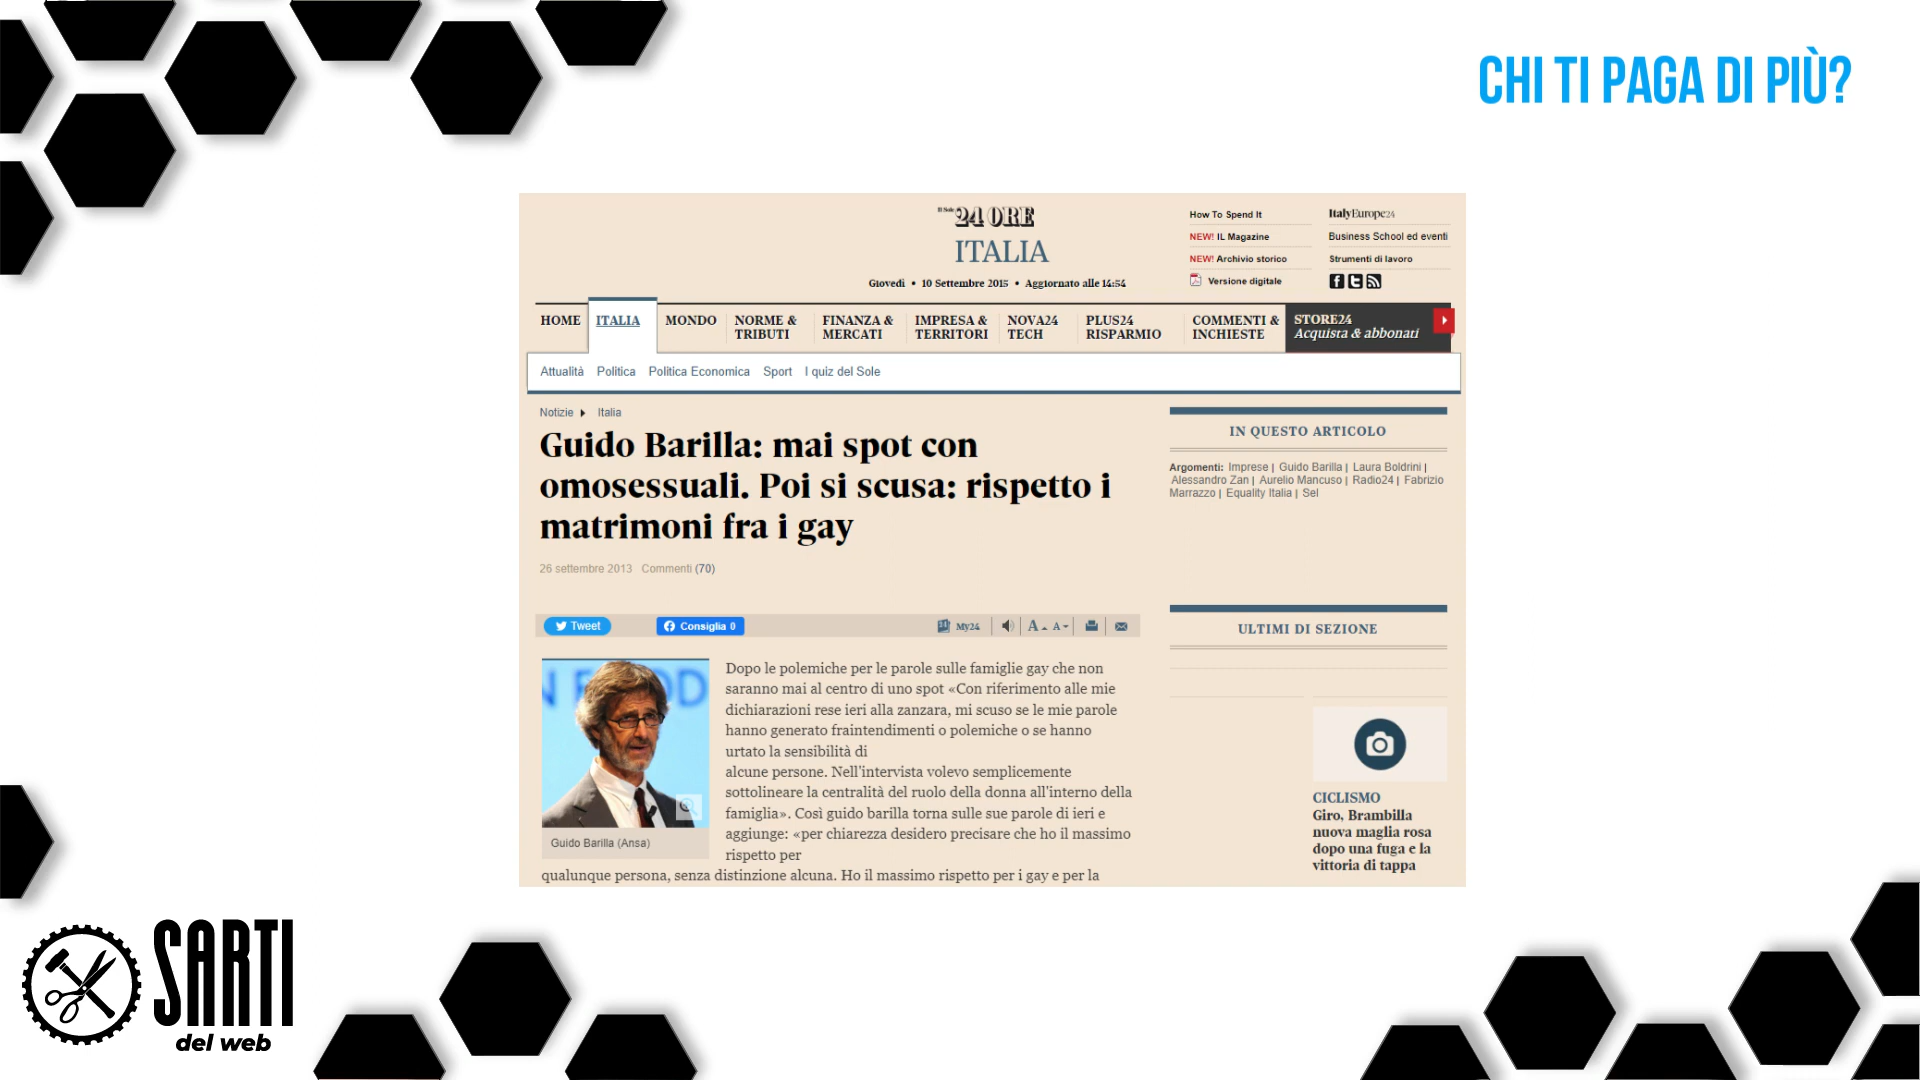 CHI TI PAGA DI PIÙ?
Il Sole 24 ORE
ITALIA
Giovedì • 10 Settembre 2015 • Aggiornato alle 14:54
How To Spend It
NEW! IL Magazine
NEW! Archivio storico
Versione digitale
ItalyEurope24
Business School ed eventi
Strumenti di lavoro
HOME
ITALIA
MONDO
NORME &
TRIBUTI
FINANZA &
MERCATI
IMPRESA &
TERRITORI
NOVA24
TECH
PLUS24
RISPARMIO
COMMENTI &
INCHIESTE
STORE24
Acquista & abbonati
Attualità Politica Politica Economica Sport I quiz del Sole
Notizie Italia
Guido Barilla: mai spot con
omosessuali. Poi si scusa: rispetto i
matrimoni fra i gay
26 settembre 2013 Commenti (70)
Tweet
Consiglia 0
My24
A A
Dopo le polemiche per le parole sulle famiglie gay che non
saranno mai al centro di uno spot «Con riferimento alle mie
dichiarazioni rese ieri alla zanzara, mi scuso se le mie parole
hanno generato fraintendimenti o polemiche o se hanno
urtato la sensibilità di
alcune persone. Nell'intervista volevo semplicemente
sottolineare la centralità del ruolo della donna all'interno della
famiglia». Così guido barilla torna sulle sue parole di ieri e
aggiunge: «per chiarezza desidero precisare che ho il massimo
rispetto per
qualunque persona, senza distinzione alcuna. Ho il massimo rispetto per i gay e per la
Guido Barilla (Ansa)
IN QUESTO ARTICOLO
Argomenti: Imprese | Guido Barilla | Laura Boldrini |
Alessandro Zan | Aurelio Mancuso | Radio24 | Fabrizio
Marrazzo | Equality Italia | Sel
ULTIMI DI SEZIONE
CICLISMO
Giro, Brambilla
nuova maglia rosa
dopo una fuga e la
vittoria di tappa
SARTI
del web